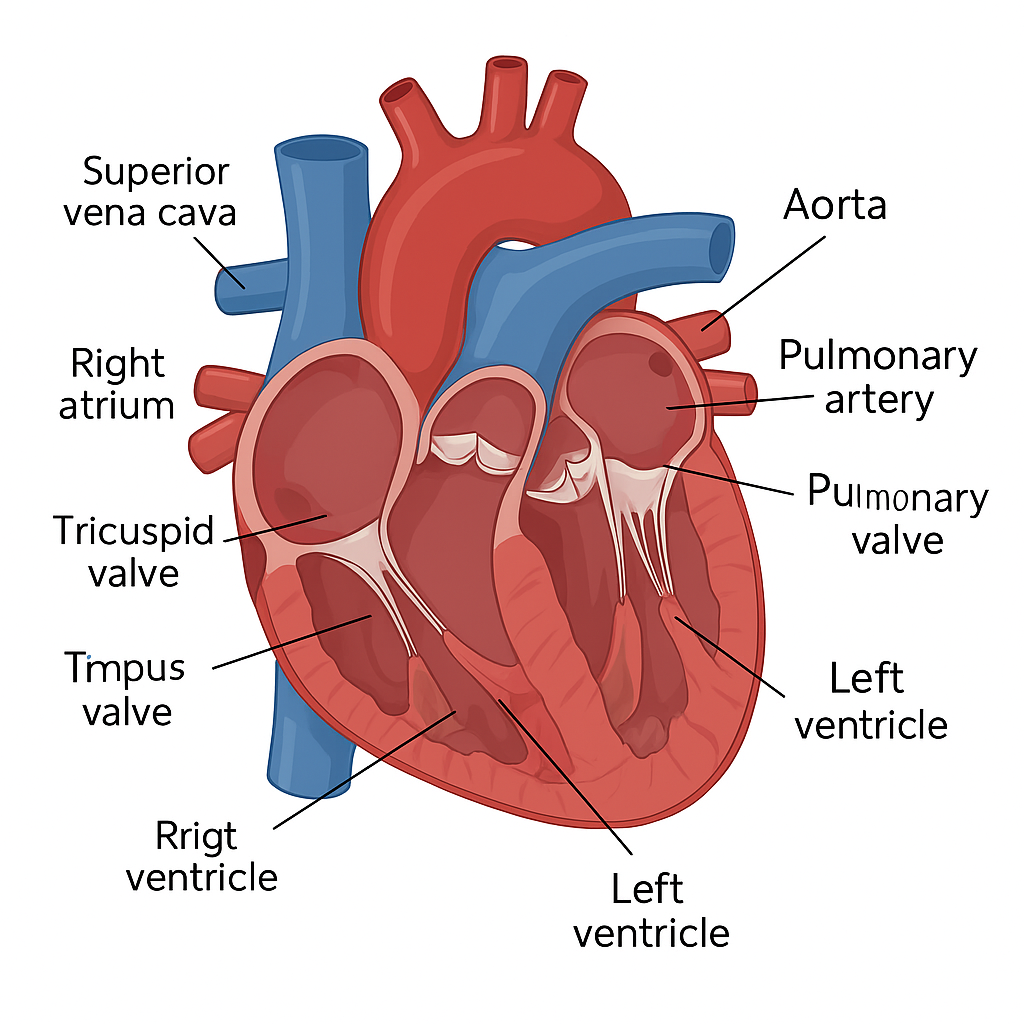 Superior
vena cava
Aorta
Right
atrium
Pulmonary
artery
Tricuspid
valve
Pulmonary
valve
Timpus
valve
Left
ventricle
Rrigt
ventricle
Left
ventricle